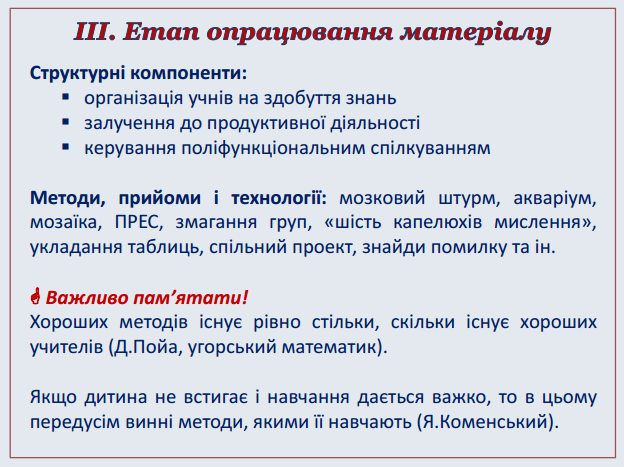 ІІІ. Етап опрацювання матеріалу
Структурні компоненти:
▪ організація учнів на здобуття знань
▪ залучення до продуктивної діяльності
▪ керування поліфункціональним спілкуванням
Методи, прийоми і технології: мозковий штурм, акваріум,
мозаїка, ПРЕС, змагання груп, «шість капелюхів мислення»,
укладання таблиць, спільний проект, знайди помилку та ін.
Важливо пам’ятати!
Хороших методів існує рівно стільки, скільки існує хороших
учителів (Д.Пойа, угорський математик).
Якщо дитина не встигає і навчання дається важко, то в цьому
передусім винні методи, якими її навчають (Я.Коменський).